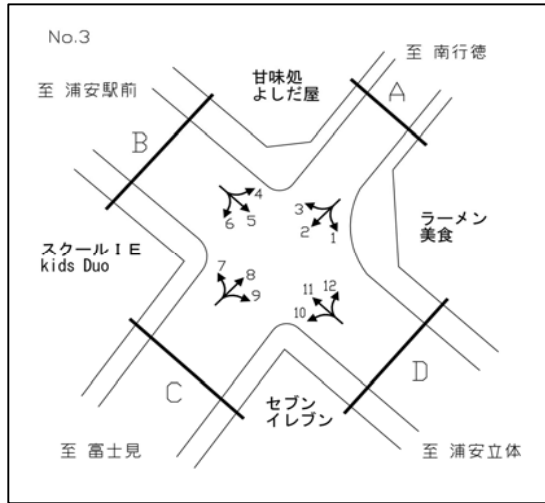 No.3
至 南行徳
甘味処
よしだ屋
至 浦安駅前
A
B
4
5
6
3
2
1
ラーメン
美食
スクールIE
kids Duo
7
8
9
11
12
10
C
D
セブン
イレブン
至 富士見
至 浦安立体